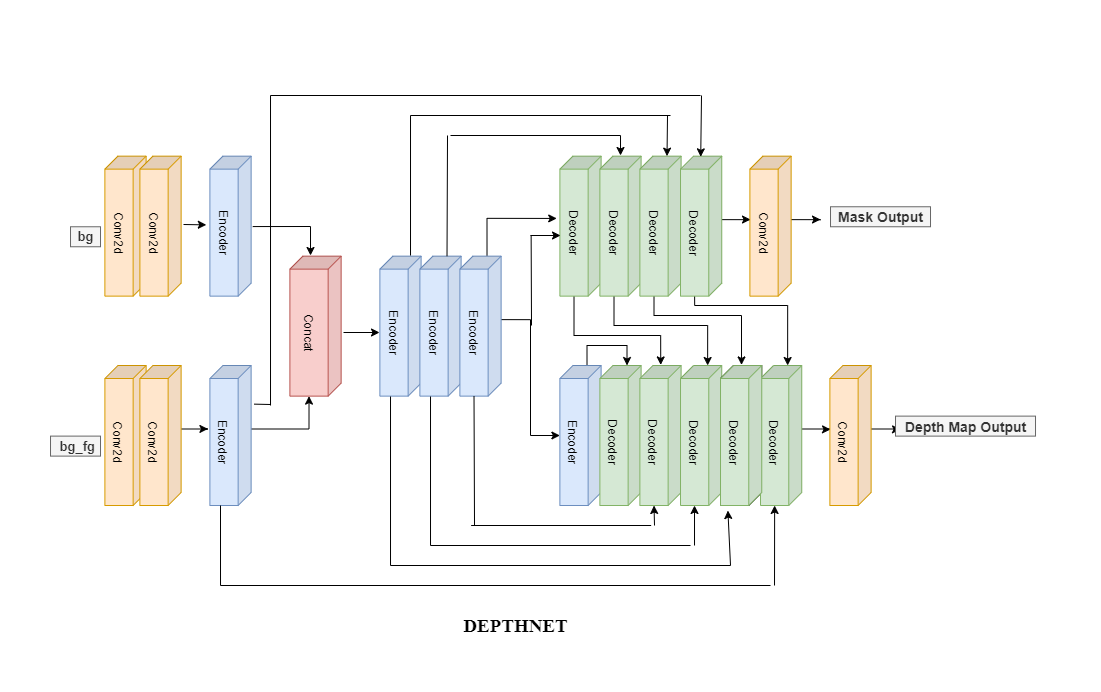 bg
Conv2d
Conv2d
Encoder
Concat
Encoder
Encoder
Encoder
Decoder
Decoder
Decoder
Decoder
Conv2d
Mask Output
bg_fg
Conv2d
Conv2d
Encoder
Encoder
Decoder
Decoder
Decoder
Decoder
Decoder
Conv2d
Depth Map Output
DEPTHNET